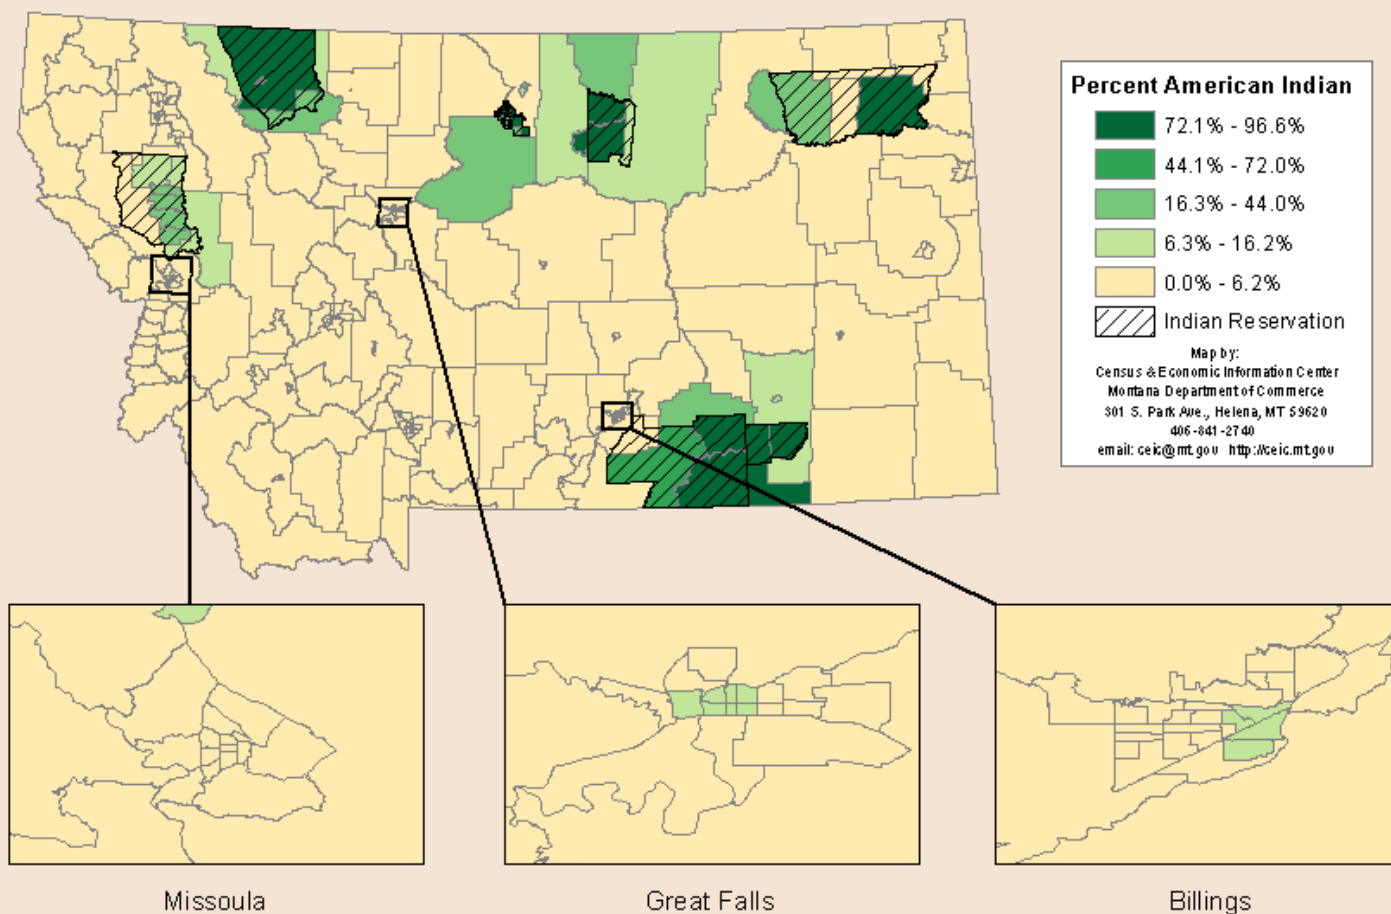 Percent American Indian
72.1% - 96.6%
44.1% - 72.0%
16.3% - 44.0%
6.3% - 16.2%
0.0% - 6.2%
Indian Reservation
Map by:
Census & Economic Information Center
Montana Department of Commerce
301 S. Park Ave., Helena, MT 59620
406-841-2740
email: ceic@mt.gov http://ceic.mt.gov
Missoula
Great Falls
Billings